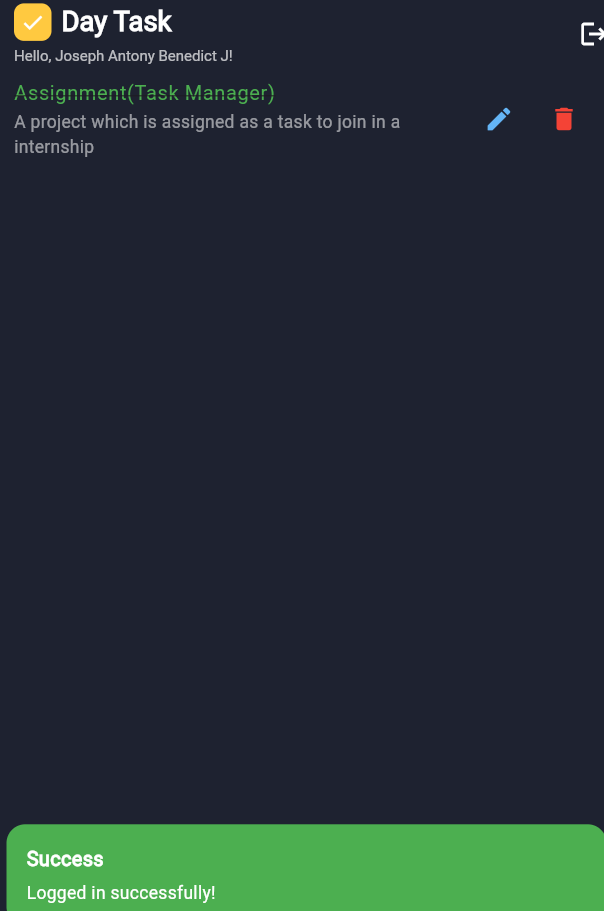 Day Task
Hello, Joseph Antony Benedict J!
Assignment(Task Manager)
A project which is assigned as a task to join in a
internship
Success
Logged in successfully!